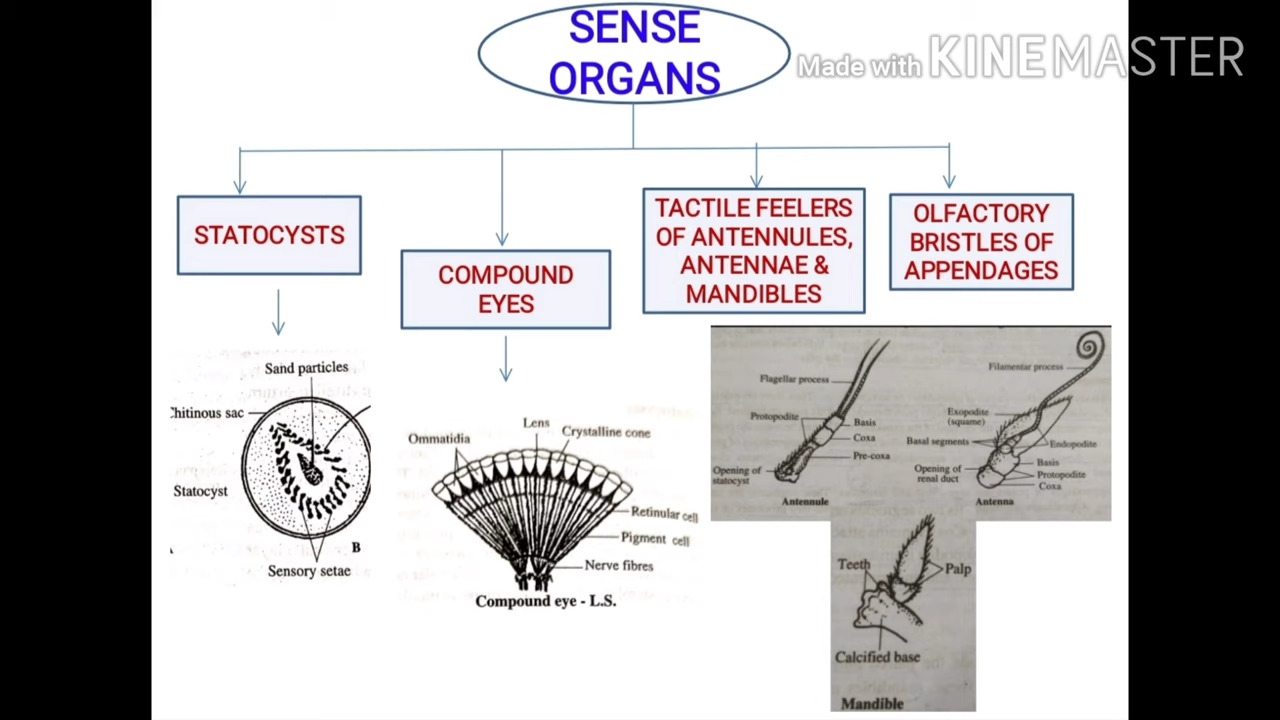 SENSE
ORGANS
Made with KINEMASTER
STATOCYSTS
COMPOUND
EYES
TACTILE FEELERS
OF ANTENNULES,
ANTENNAE &
MANDIBLES
OLFACTORY
BRISTLES OF
APPENDAGES
Sand particles
Chitinous sac
Statocyst
B
Sensory setae
Ommatidia
Lens
Crystalline cone
Retinular cell
Pigment cell
Nerve fibres
Compound eye - L.S.
Flagellar process
Protopodite
Basis
Coxa
Pre-coxa
Opening of
statocyst
Antennule
Filamentar process
Exopodite
(squame)
Basal segments
Endopodite
Opening of
renal duct
Basis
Protopodite
Coxa
Antenna
Teeth
Palp
Calcified base
Mandible